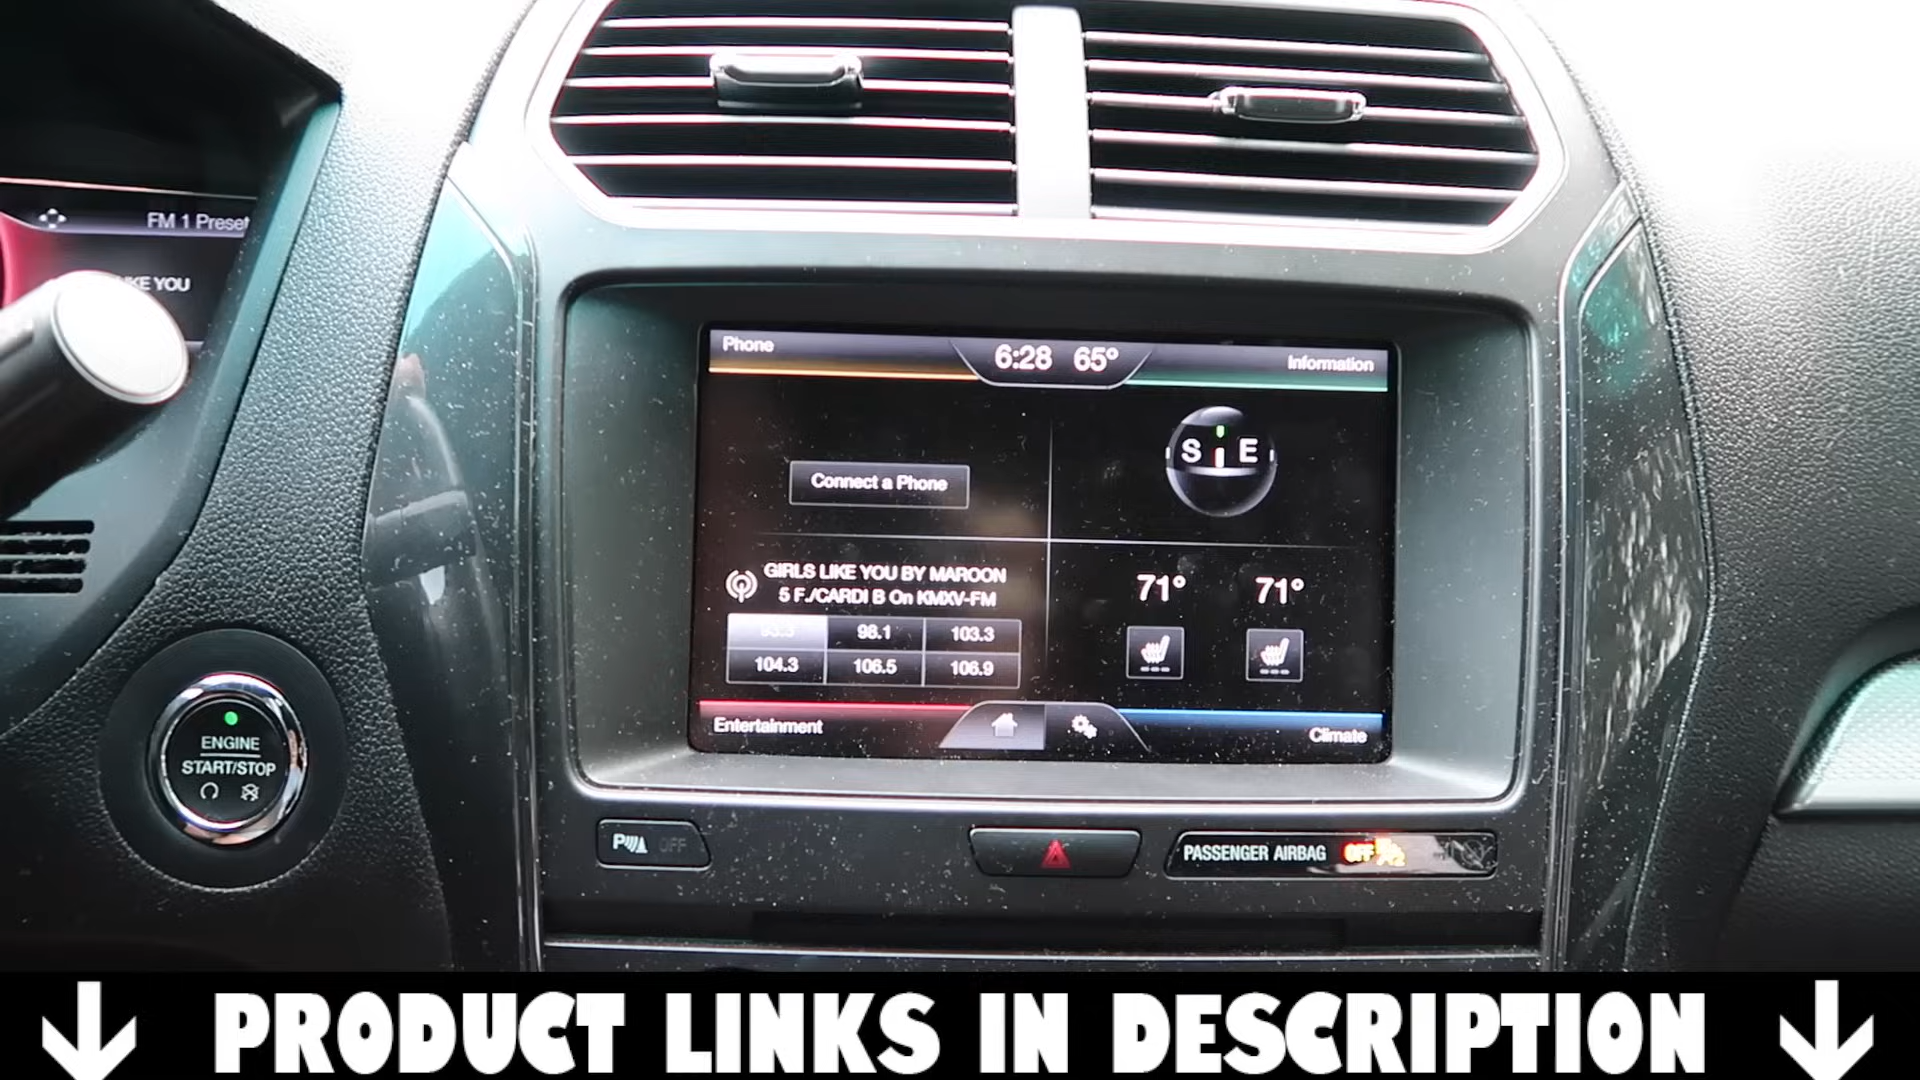 FM 1 Preset
KE YOU
Phone
6:28 65°
Information
S E
Connect a Phone
GIRLS LIKE YOU BY MAROON
5 F./CARDI B On KMXV-FM
71° 71°
93.3 98.1 103.3
104.3 106.5 106.9
Entertainment
Climate
ENGINE
START/STOP
P OFF
PASSENGER AIRBAG OFF
PRODUCT LINKS IN DESCRIPTION